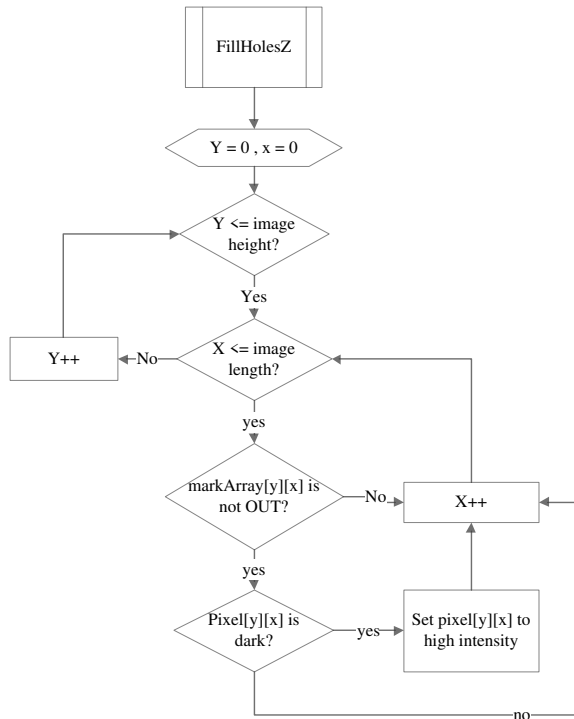 FillHolesZ
Y = 0 , x = 0
Y <= image
height?
Yes
X <= image
length?
No
Y++
yes
markArray[y][x] is
not OUT?
No
X++
yes
Pixel[y][x] is
dark?
yes
Set pixel[y][x] to
high intensity
no